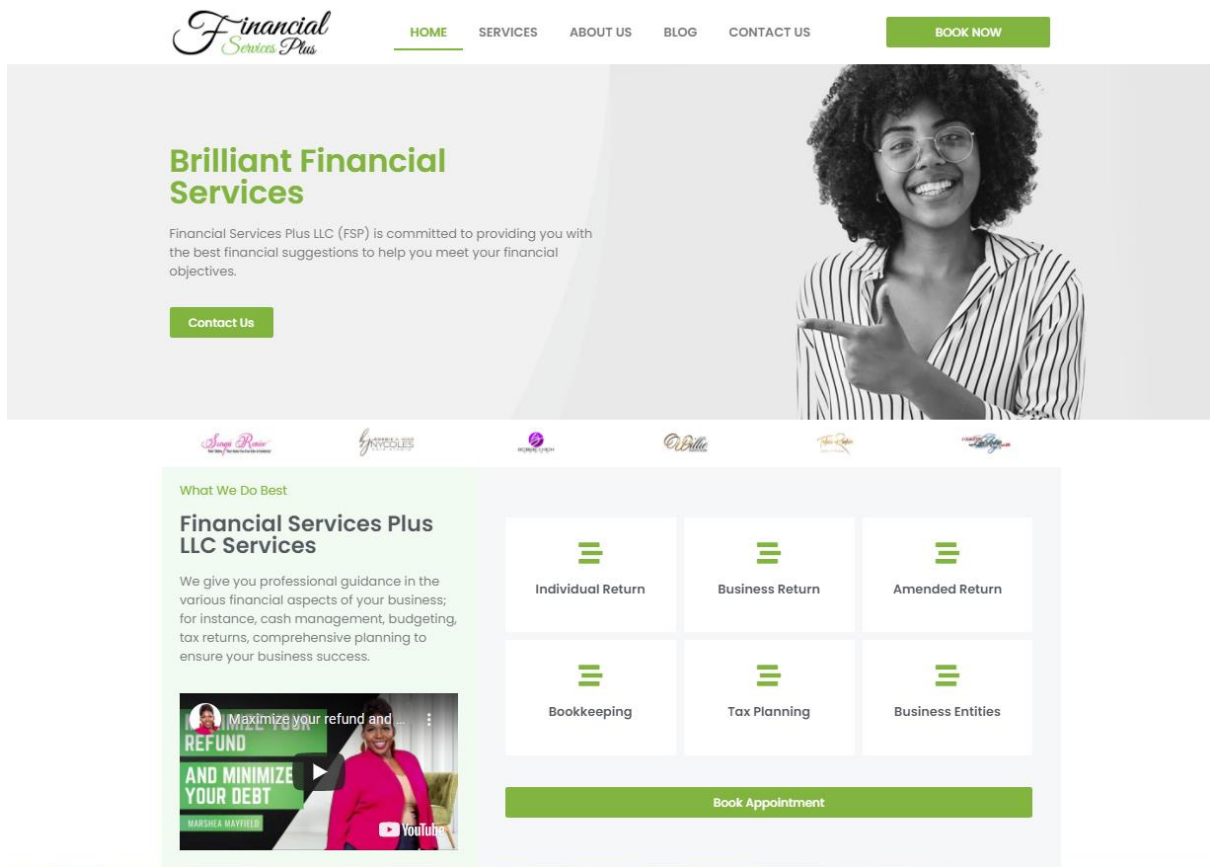 Financial
Services Plus
HOME
SERVICES
ABOUT US
BLOG
CONTACT US
BOOK NOW
Brilliant Financial
Services
Financial Services Plus LLC (FSP) is committed to providing you with
the best financial suggestions to help you meet your financial
objectives.
Contact Us
What We Do Best
Financial Services Plus
LLC Services
We give you professional guidance in the
various financial aspects of your business;
for instance, cash management, budgeting,
tax returns, comprehensive planning to
ensure your business success.
Maximize your refund and ...
REFUND
AND MINIMIZE
YOUR DEBT
MARSHEA MAYFIELD
YouTube
Individual Return
Business Return
Amended Return
Bookkeeping
Tax Planning
Business Entities
Book Appointment